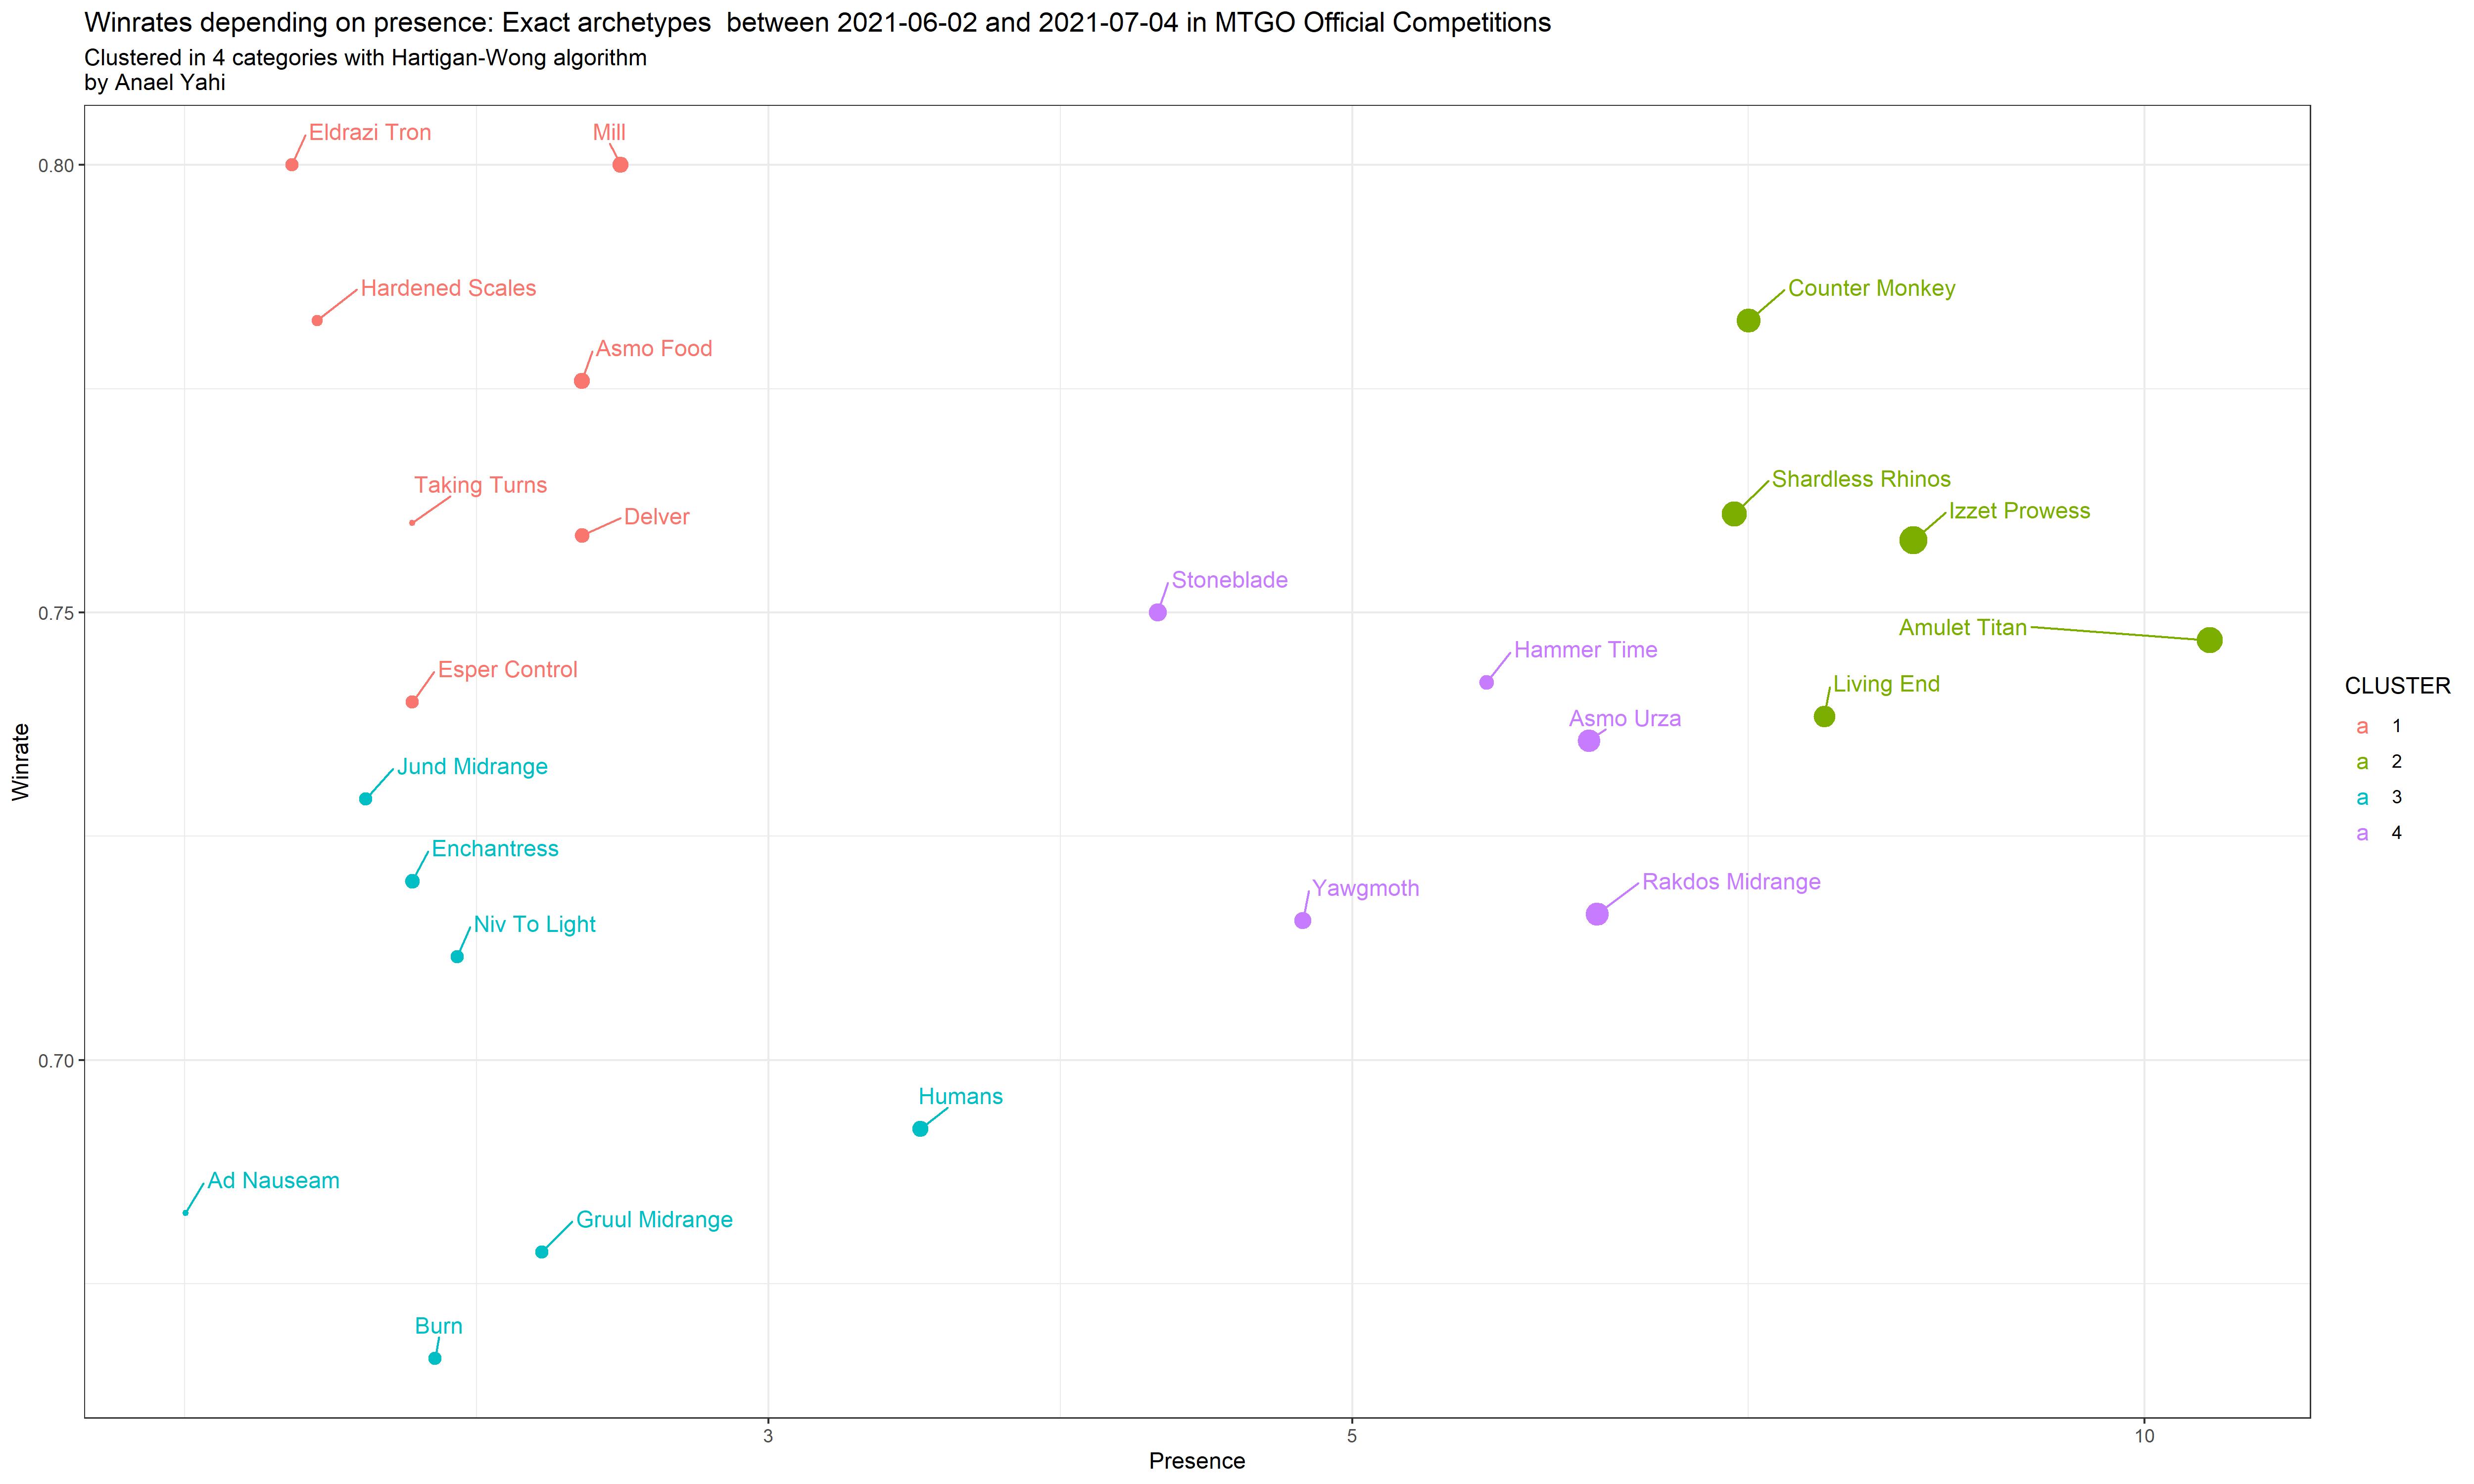 Winrates depending on presence: Exact archetypes  between 2021-06-02 and 2021-07-04 in MTGO Official Competitions
Clustered in 4 categories with Hartigan-Wong algorithm
by Anael Yahi
Eldrazi Tron
Mill
0.80
Hardened Scales
Counter Monkey
Asmo Food
Taking Turns
Shardless Rhinos
Delver
Izzet Prowess
Stoneblade
0.75
Amulet Titan
Hammer Time
Esper Control
Living End
Asmo Urza
Jund Midrange
Enchantress
Rakdos Midrange
Yawgmoth
Niv To Light
0.70
Humans
Ad Nauseam
Gruul Midrange
Burn
Winrate
3
5
10
Presence
CLUSTER
a 1
a 2
a 3
a 4